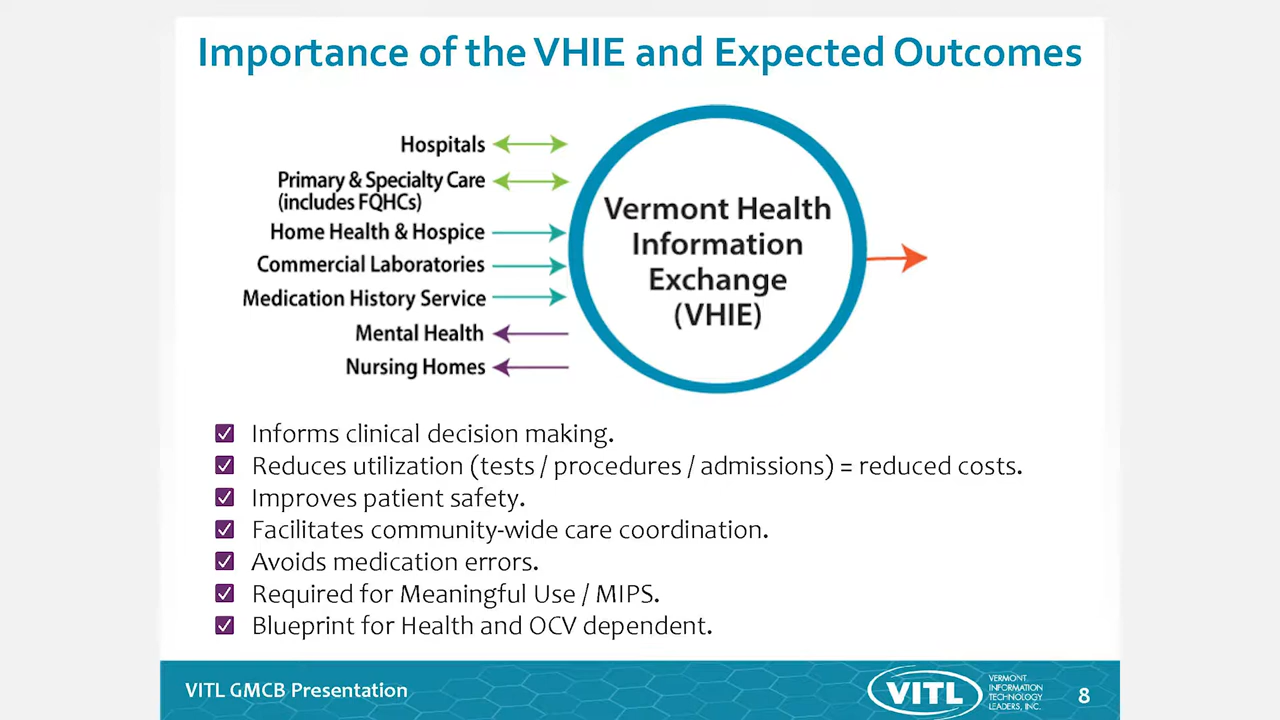 Importance of the VHIE and Expected Outcomes
Hospitals
Primary & Specialty Care
(includes FQHCs)
Home Health & Hospice
Commercial Laboratories
Medication History Service
Mental Health
Nursing Homes
Vermont Health
Information
Exchange
(VHIE)
Informs clinical decision making.
Reduces utilization (tests / procedures / admissions) = reduced costs.
Improves patient safety.
Facilitates community-wide care coordination.
Avoids medication errors.
Required for Meaningful Use / MIPS.
Blueprint for Health and OCV dependent.
VITL GMCB Presentation
VITL
VERMONT
INFORMATION
TECHNOLOGY
LEADERS, INC.
8